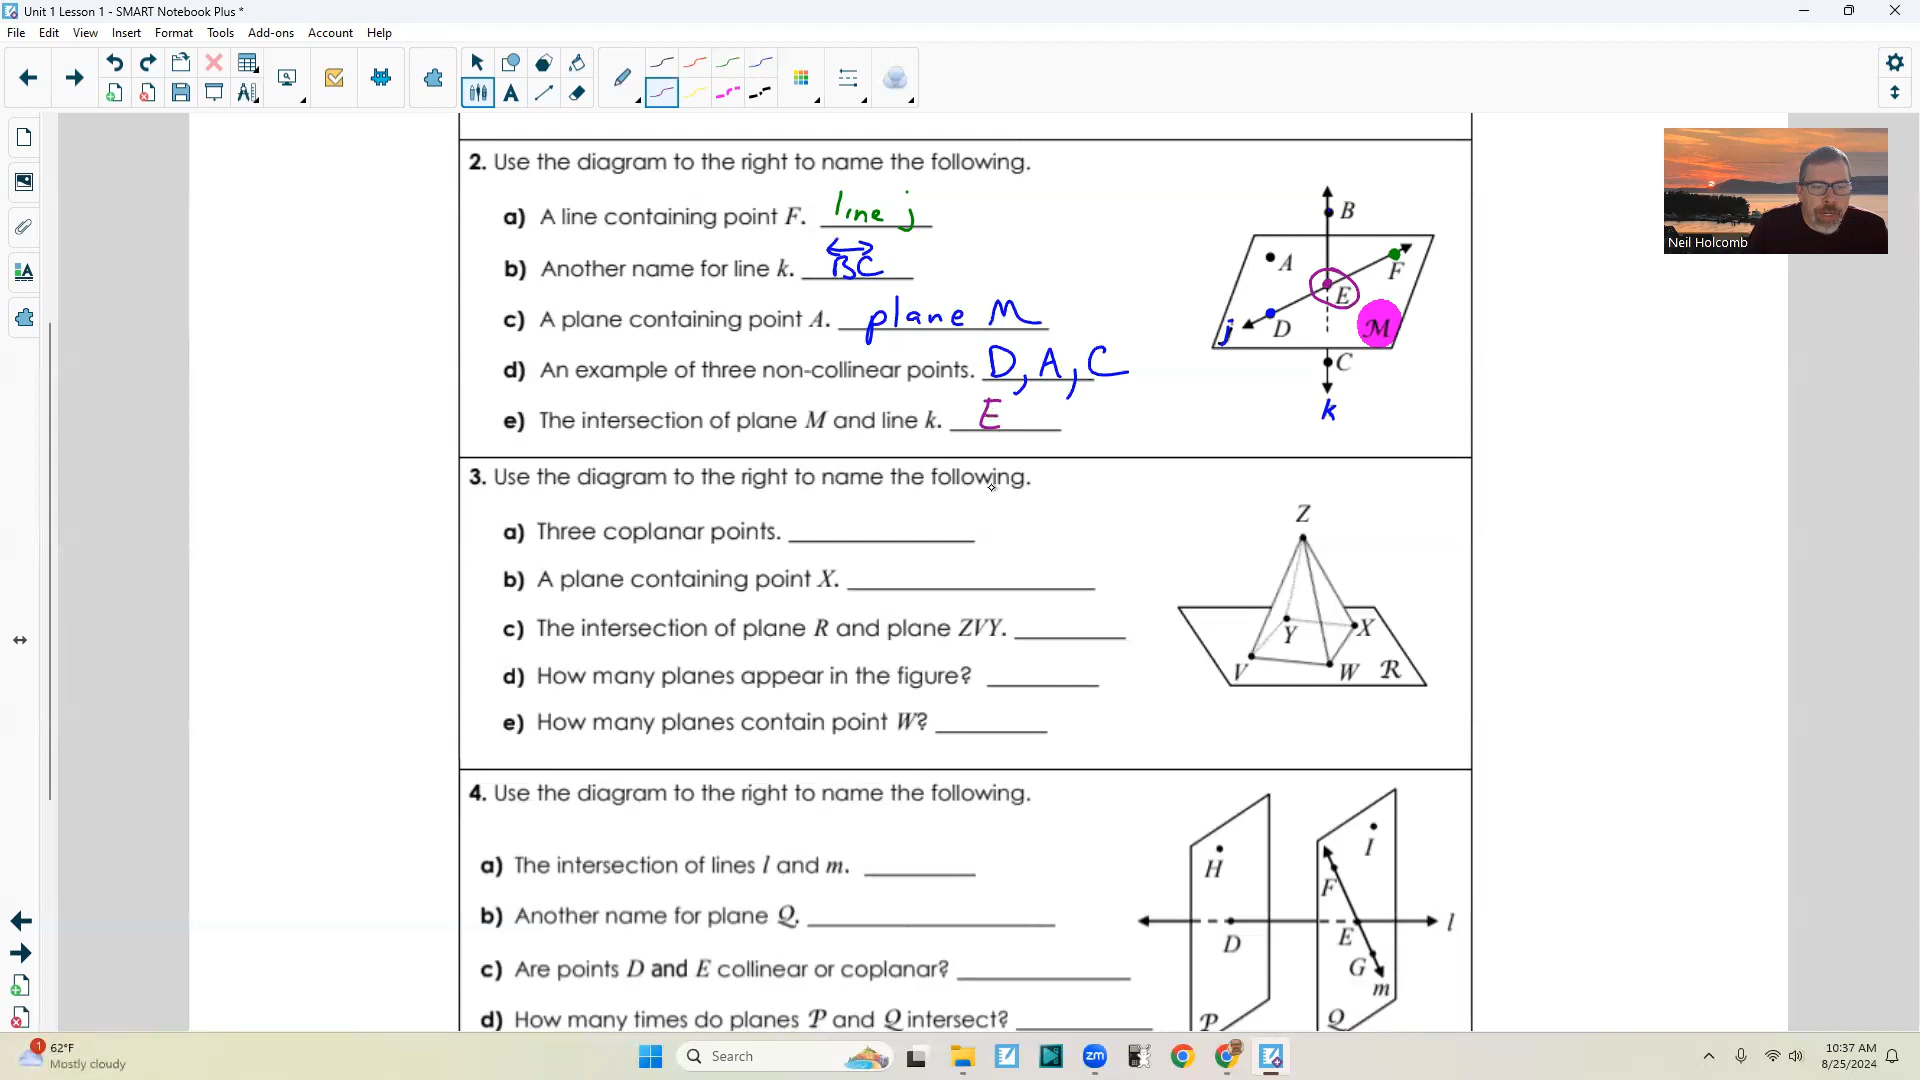 Unit 1 Lesson 1 - SMART Notebook Plus *
File Edit View Insert Format Tools Add-ons Account Help
Neil Holcomb
2. Use the diagram to the right to name the following.
a) A line containing point F. line j
b) Another name for line k. BC
c) A plane containing point A. plane M
d) An example of three non-collinear points. D, A, C
e) The intersection of plane M and line k. E
B
A
F
E
j
D
M
C
k
3. Use the diagram to the right to name the following.
a) Three coplanar points.
b) A plane containing point X.
c) The intersection of plane R and plane ZVY.
d) How many planes appear in the figure?
e) How many planes contain point W?
Z
Y
X
V
W
R
4. Use the diagram to the right to name the following.
a) The intersection of lines l and m.
b) Another name for plane Q.
c) Are points D and E collinear or coplanar?
d) How many times do planes P and Q intersect?
H
I
F
l
D
E
G
m
P
Q
1
62°F
Mostly cloudy
Search
zm
10:37 AM
8/25/2024